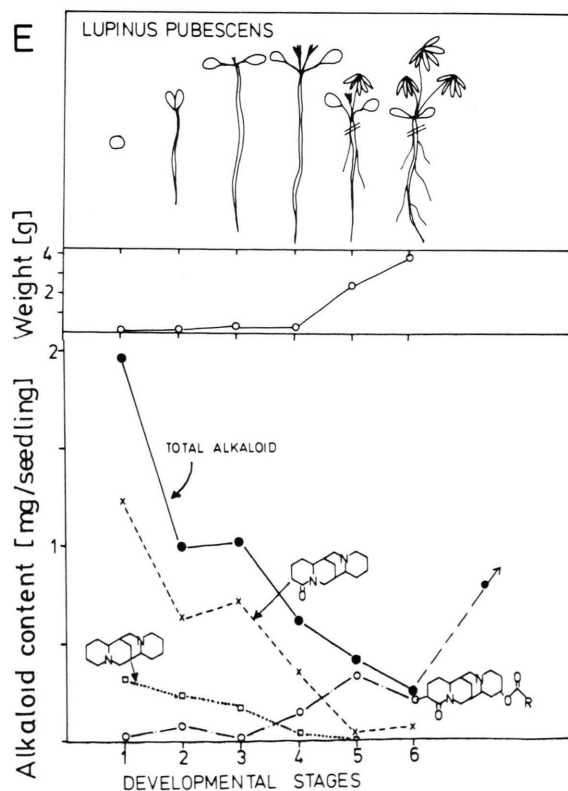 E
LUPINUS PUBESCENS
Weight [g]
4
2
Alkaloid content [mg/seedling]
2
1
TOTAL ALKALOID
N
N
O
N
N
N
N
O
O
O
R
1 2 3 4 5 6
DEVELOPMENTAL STAGES